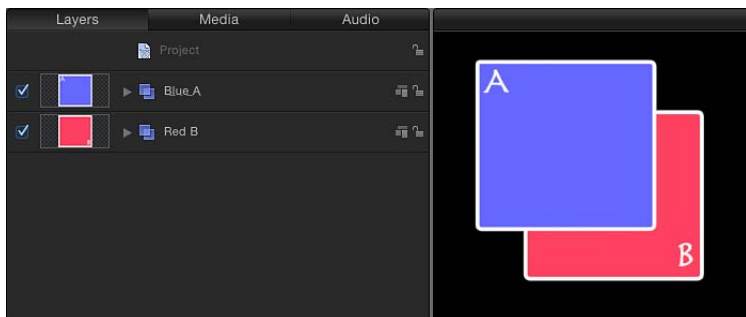 Layers Media Audio
Project
Blue_A
Red B
A
B